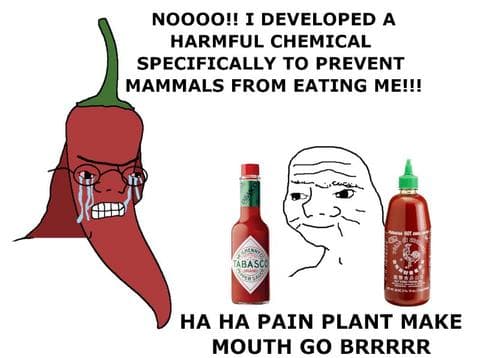 NOOOO!! I DEVELOPED A
HARMFUL CHEMICAL
SPECIFICALLY TO PREVENT
MAMMALS FROM EATING ME!!!
TABASCO
HA HA PAIN PLANT MAKE
MOUTH GO BRRRRR